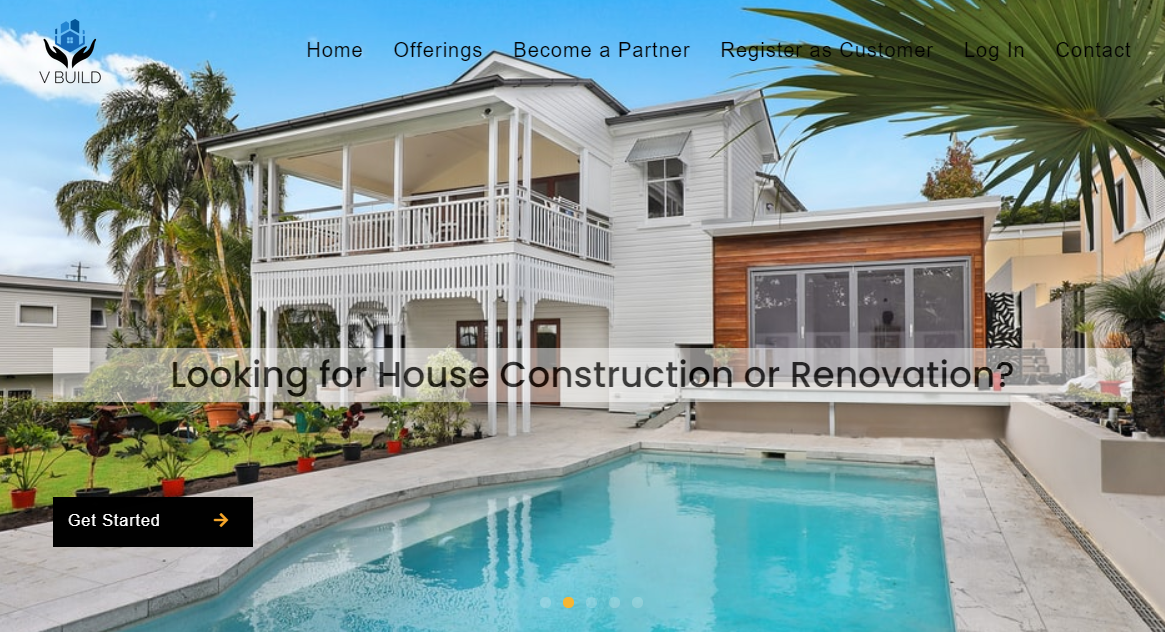 V BUILD
Home Offerings Become a Partner Register as Customer Log In Contact
Looking for House Construction or Renovation?
Get Started